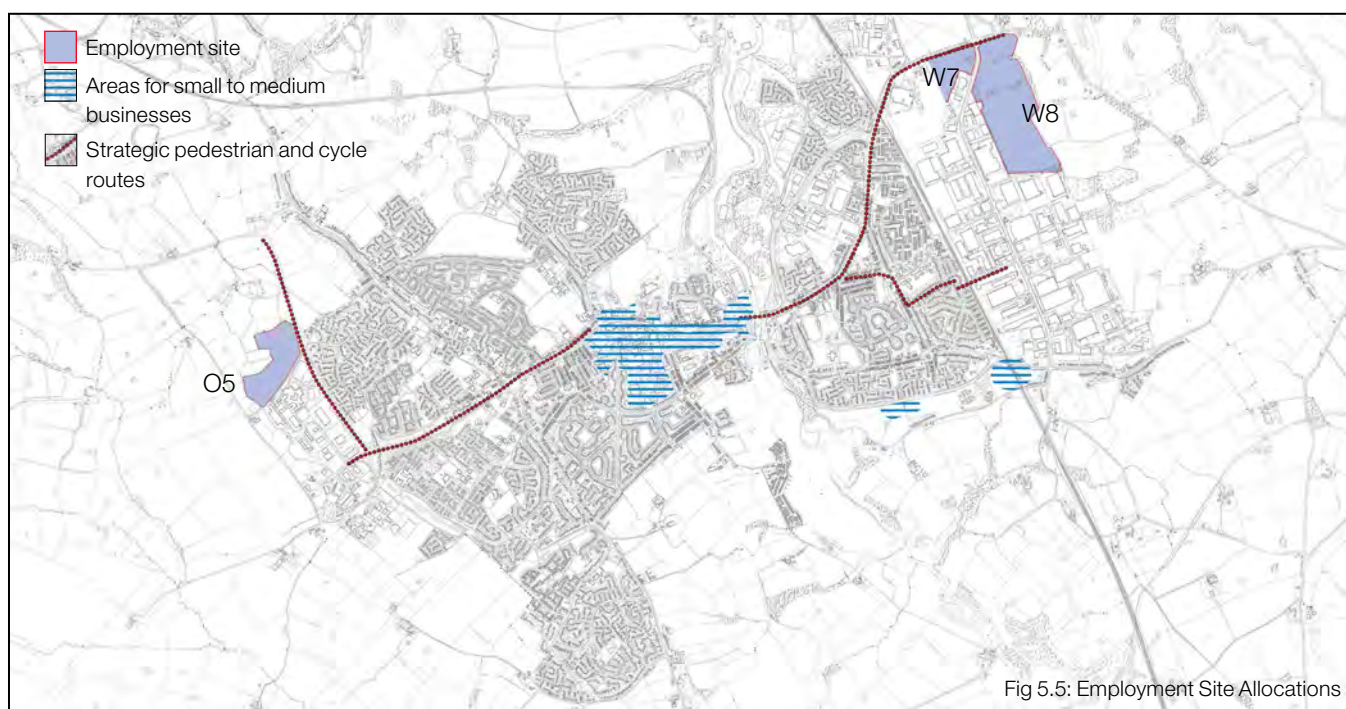 Employment site
Areas for small to medium
businesses
Strategic pedestrian and cycle
routes
W7
W8
O5
Fig 5.5: Employment Site Allocations